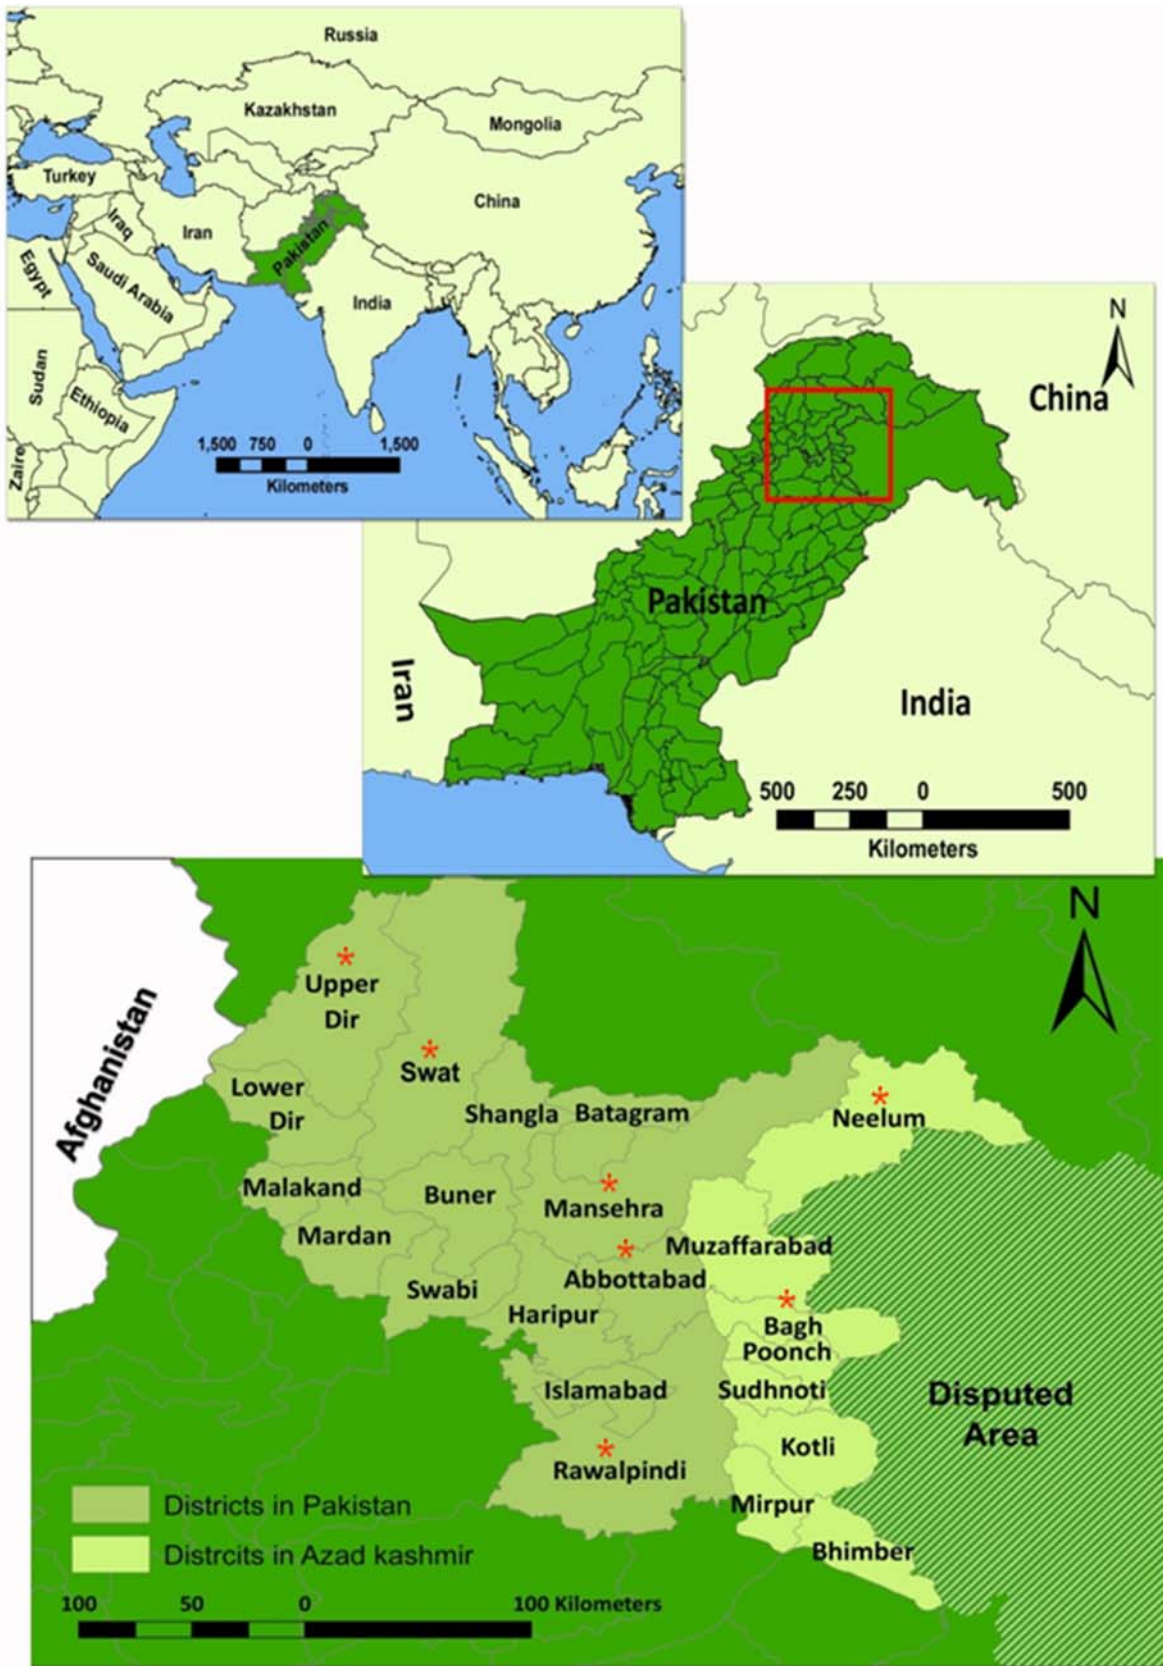 Russia
Kazakhstan
Mongolia
Turkey
China
Iraq
Iran
Pakistan
Egypt
Saudi Arabia
India
Sudan
Ethiopia
Zaire
1,500 750 0 1,500
Kilometers
N
China
Pakistan
Iran
India
500 250 0 500
Kilometers
N
Afghanistan
*
Upper
Dir
*
Swat
Lower
Dir
Shangla
Batagram
*
Neelum
Malakand
Buner
*
Mansehra
Mardan
*
Muzaffarabad
Abbottabad
Swabi
Haripur
*
Bagh
Poonch
Islamabad
Sudhnoti
Disputed
Area
*
Rawalpindi
Kotli
Mirpur
Bhimber
Districts in Pakistan
Distrcits in Azad kashmir
100 50 0 100 Kilometers